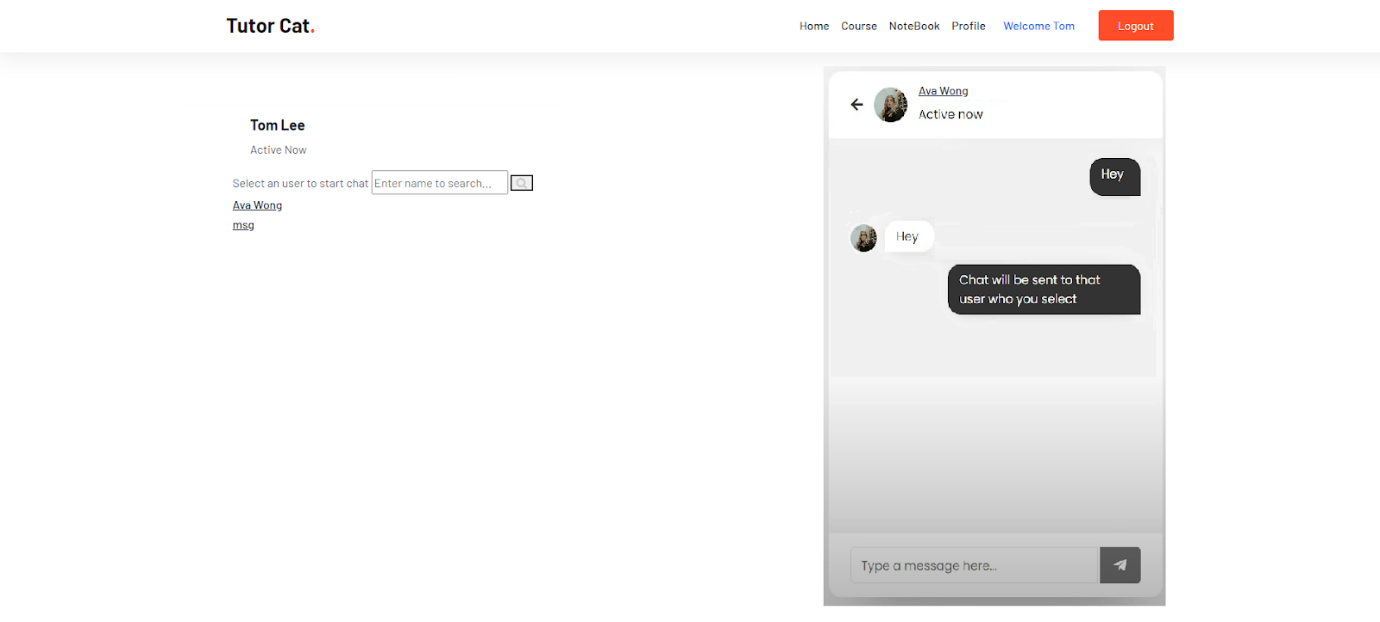 Tutor Cat.
Home Course NoteBook Profile Welcome Tom Logout
Tom Lee
Active Now
Select an user to start chat Enter name to search...
Ava Wong
msg
Ava Wong
Active now
Hey
Hey
Chat will be sent to that
user who you select
Type a message here...